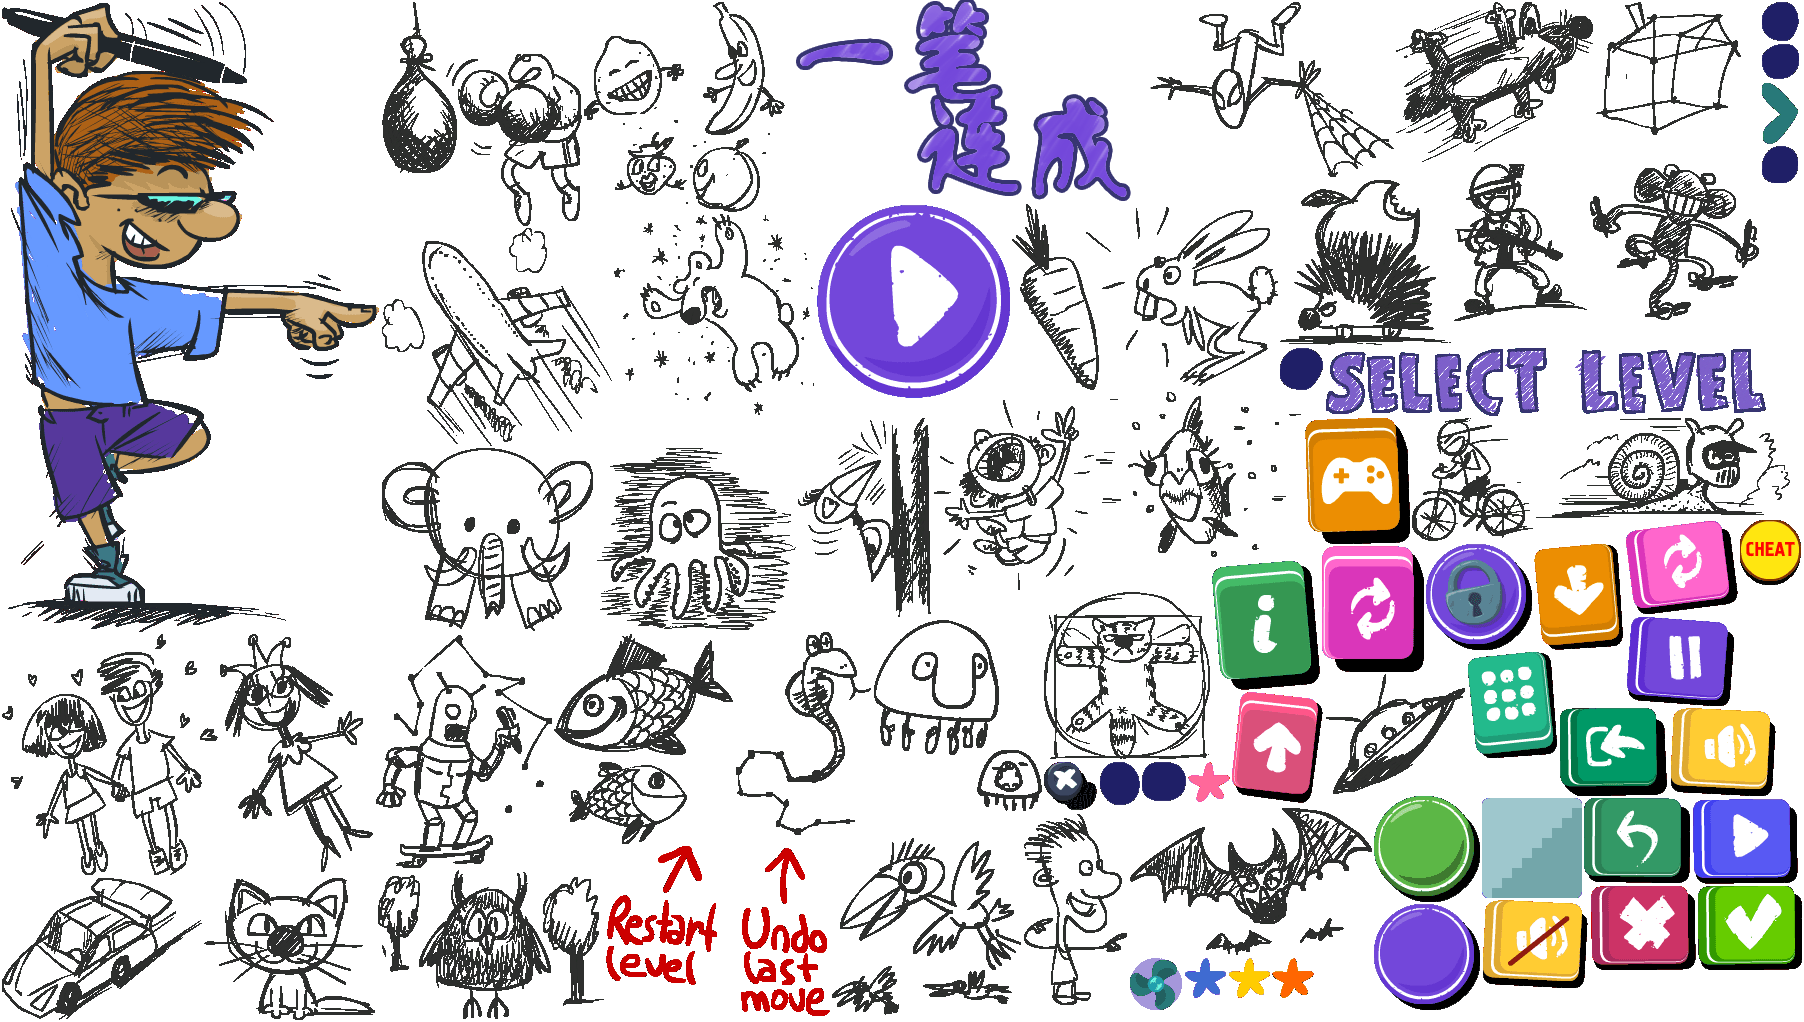 一笔
连成
SELECT LEVEL
CHEAT
Restart
level
Undo
last
move